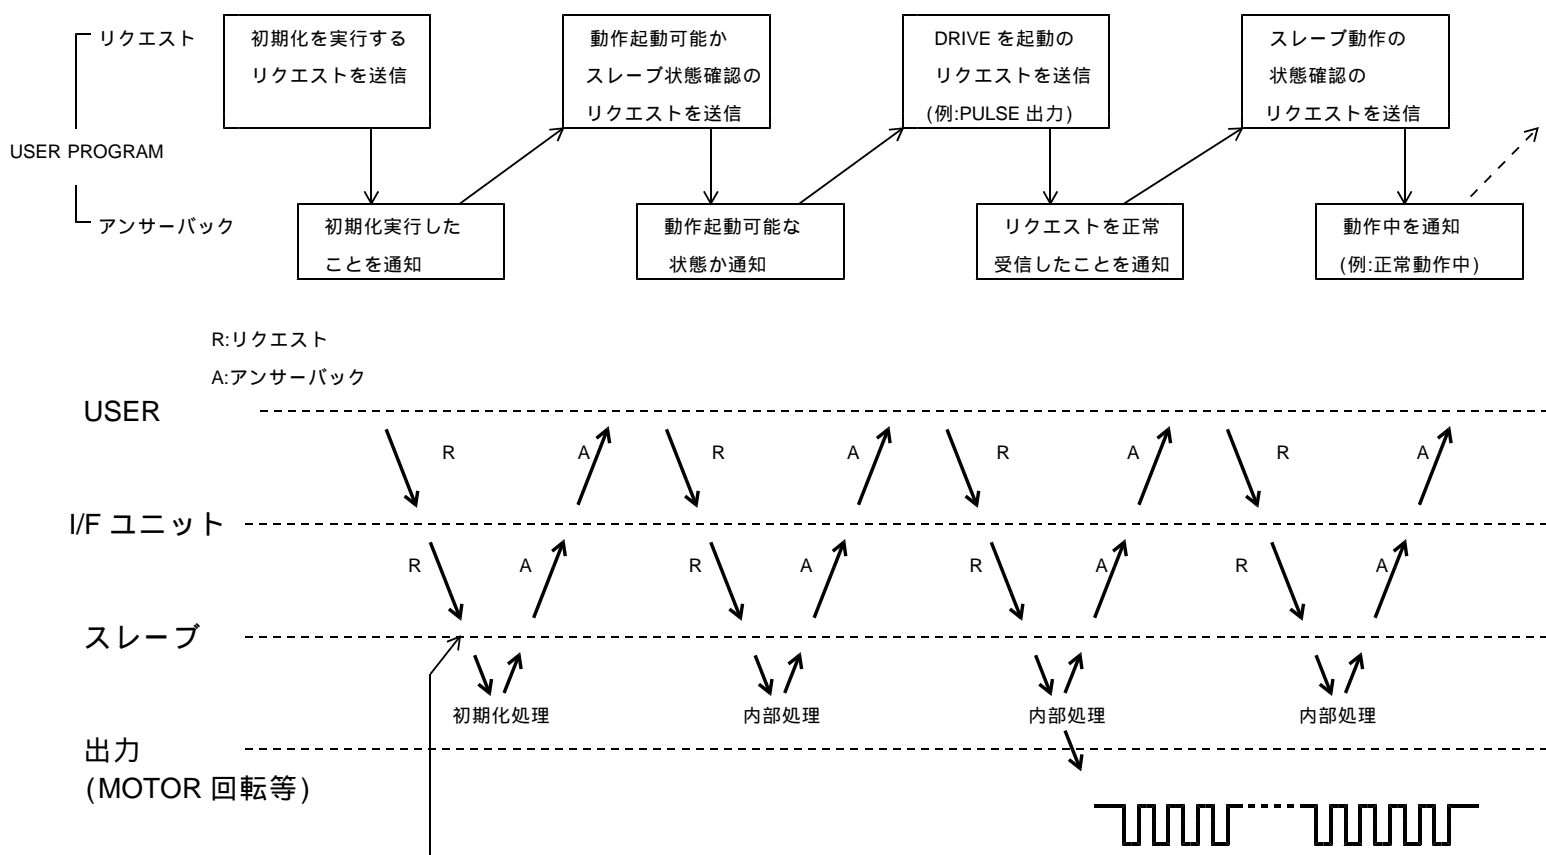 リクエスト
初期化を実行する
リクエストを送信
動作起動可能か
スレーブ状態確認の
リクエストを送信
DRIVE を起動の
リクエストを送信
(例:PULSE 出力)
スレーブ動作の
状態確認の
リクエストを送信
USER PROGRAM
アンサーバック
初期化実行した
ことを通知
動作起動可能な
状態か通知
リクエストを正常
受信したことを通知
動作中を通知
(例:正常動作中)
R:リクエスト
A:アンサーバック
USER
R A R A R A R A
I/F ユニット
R A R A R A R A
スレーブ
初期化処理 内部処理 内部処理 内部処理
出力
(MOTOR 回転等)